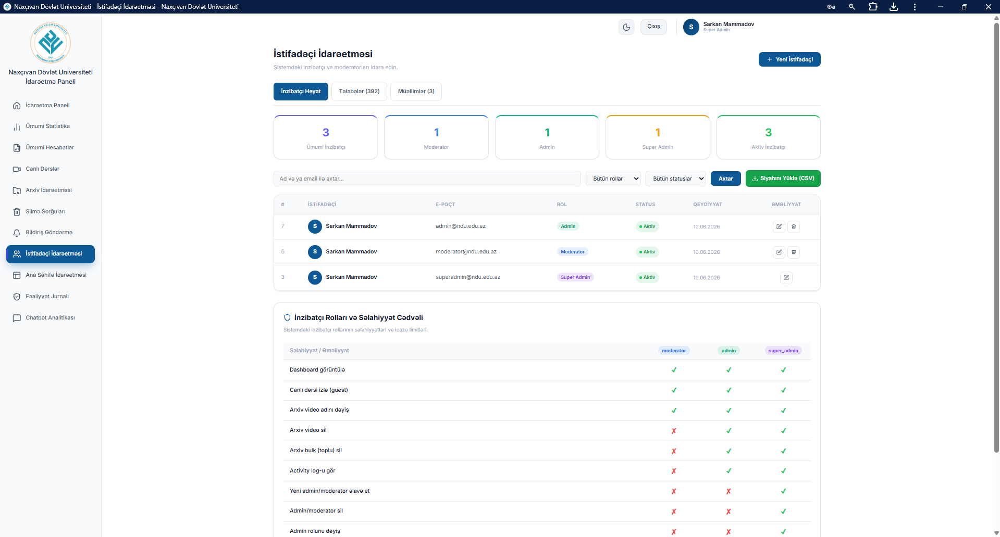 Naxçıvan Dövlət Universiteti - İstifadəçi İdarəetməsi - Naxçıvan Dövlət Universiteti
Naxçıvan Dövlət Universiteti
İdarəetmə Paneli
İdarəetmə Paneli
Ümumi Statistika
Ümumi Hesabatlar
Canlı Dərslər
Arxiv İdarəetməsi
Silmə Sorğuları
Bildiriş Göndərmə
İstifadəçi İdarəetməsi
Ana Səhifə İdarəetməsi
Fəaliyyət Jurnalı
Chatbot Analitikası
Çıxış
S
Sarkan Mammadov
Super Admin
İstifadəçi İdarəetməsi
Sistemdəki inzibatçı və moderatorları idarə edin.
+ Yeni İstifadəçi
İnzibatçı Heyət
Tələbələr (392)
Müəllimlər (3)
3
Ümumi İnzibatçı
1
Moderator
1
Admin
1
Super Admin
3
Aktiv İnzibatçı
Ad və ya email ilə axtar...
Bütün rollar
Bütün statuslar
Axtar
Siyahını Yüklə (CSV)
# İSTİFADƏÇİ E-POÇT ROL STATUS QEYDİYYAT ƏMƏLİYYAT
7 S Sarkan Mammadov admin@ndu.edu.az Admin Aktiv 10.06.2026
6 S Sarkan Mammadov moderator@ndu.edu.az Moderator Aktiv 10.06.2026
3 S Sarkan Mammadov superadmin@ndu.edu.az Super Admin Aktiv 10.06.2026
İnzibatçı Rolları və Səlahiyyət Cədvəli
Sistemdəki inzibatçı rollarının səlahiyyətləri və icazə limitləri.
Səlahiyyət / Əməliyyat moderator admin super_admin
Dashboard görüntülə ✓ ✓ ✓
Canlı dərsi izlə (guest) ✓ ✓ ✓
Arxiv video adını dəyiş ✓ ✓ ✓
Arxiv video sil ✗ ✓ ✓
Arxiv bulk (toplu) sil ✗ ✓ ✓
Activity log-u gör ✗ ✓ ✓
Yeni admin/moderator əlavə et ✗ ✗ ✓
Admin/moderator sil ✗ ✗ ✓
Admin rolunu dəyiş ✗ ✗ ✓